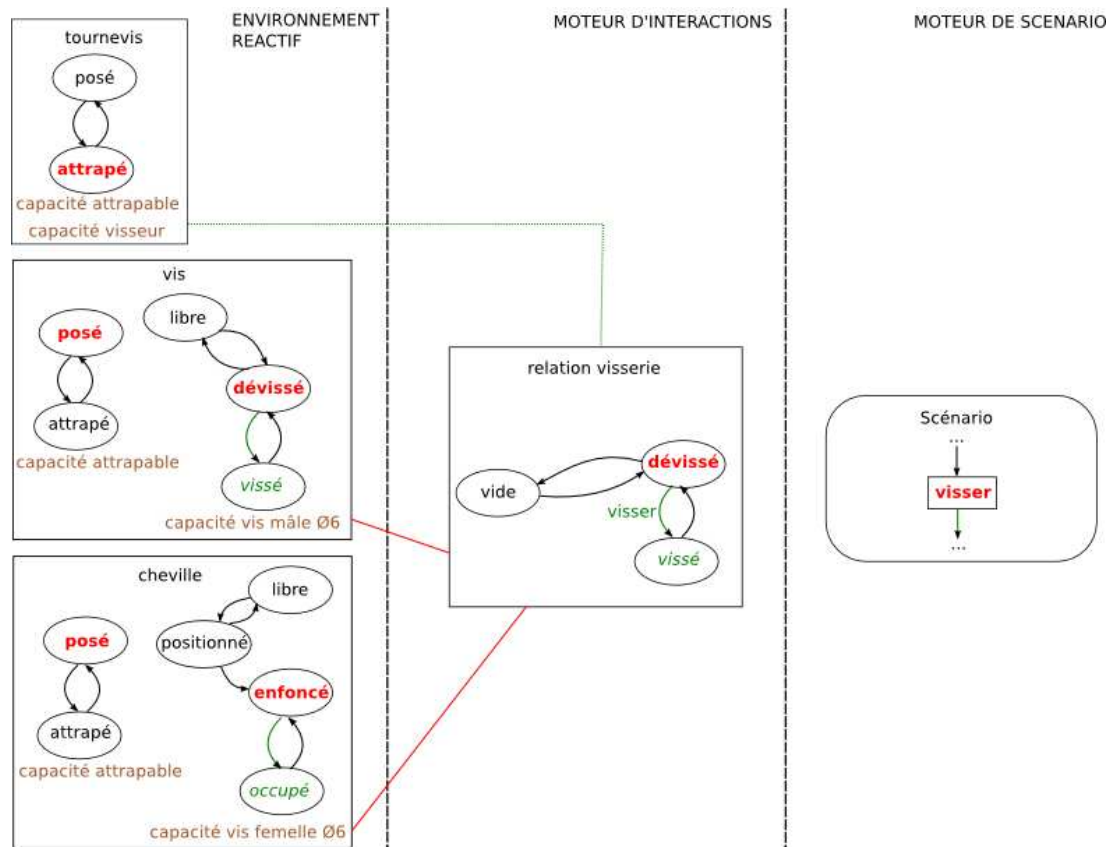 ENVIRONNEMENT
REACTIF
MOTEUR D'INTERACTIONS
MOTEUR DE SCENARIO
tournevis
posé
attrapé
capacité attrapable
capacité visseur
vis
libre
posé
dévissé
attrapé
capacité attrapable
vissé
capacité vis mâle Ø6
cheville
libre
posé
positionné
enfoncé
attrapé
capacité attrapable
occupé
capacité vis femelle Ø6
relation visserie
dévissé
vide
visser
vissé
Scénario
...
visser
...